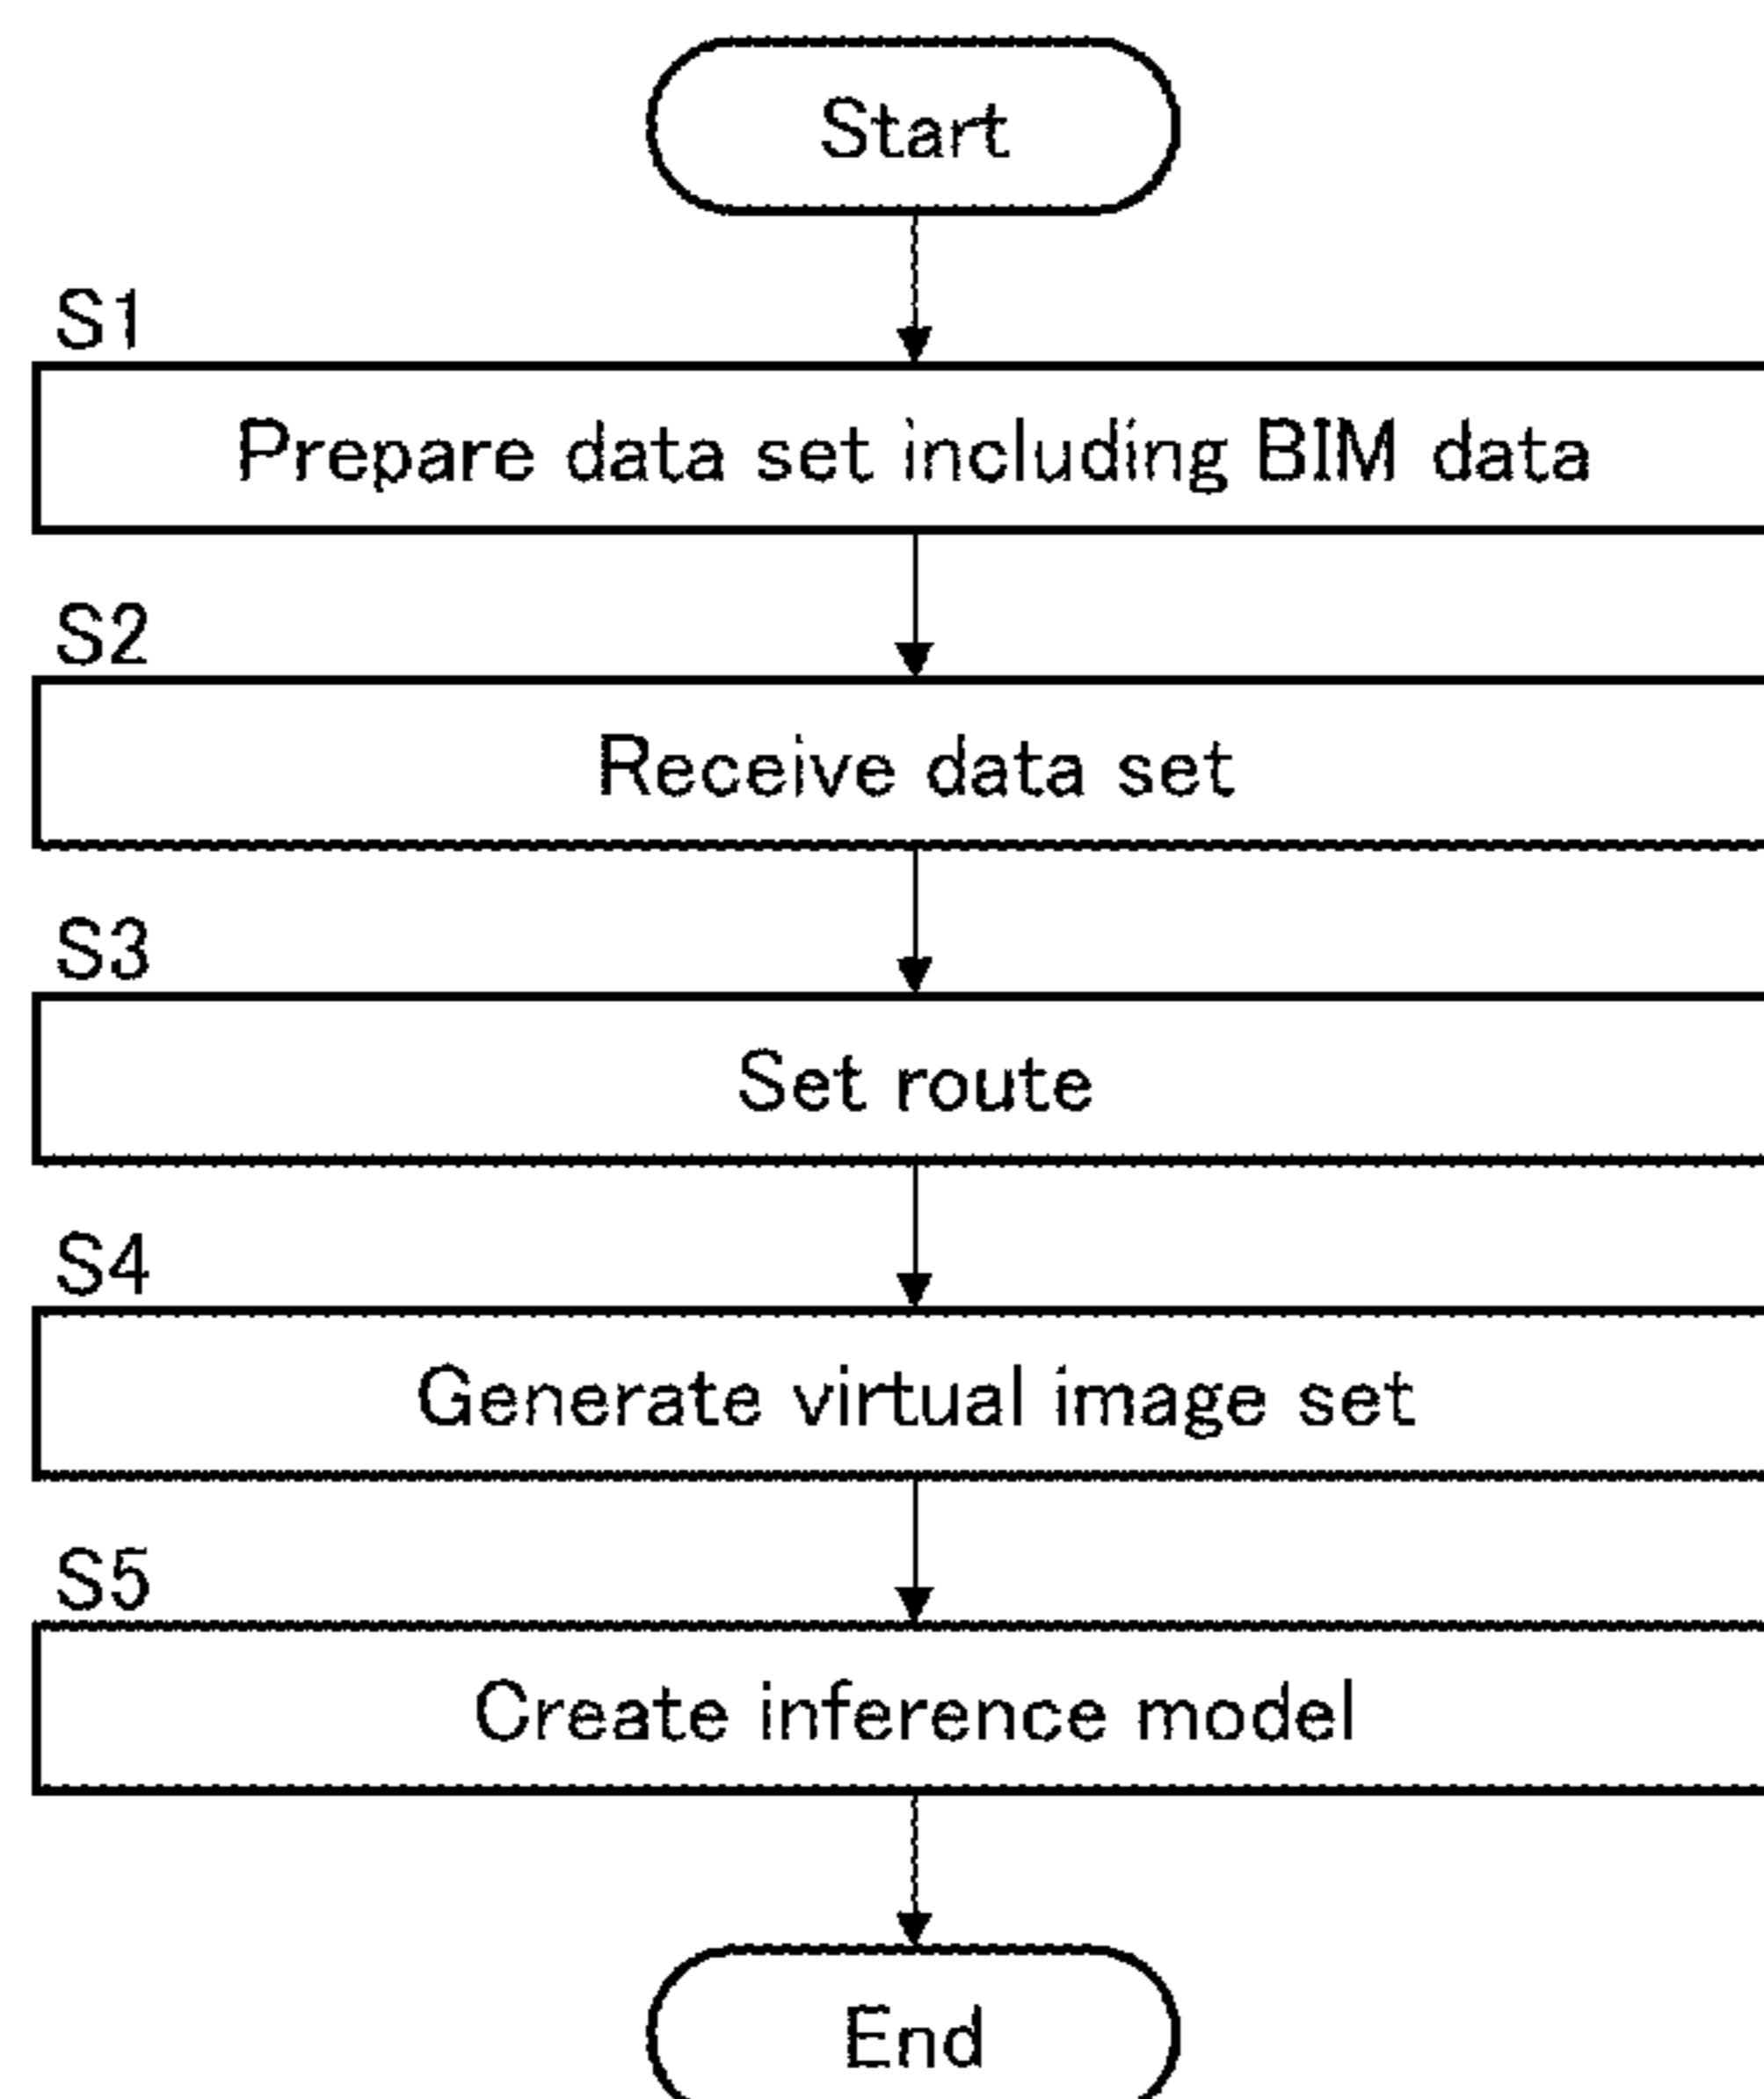 Start
S1
Prepare data set including BIM data
S2
Receive data set
S3
Set route
S4
Generate virtual image set
S5
Create inference model
End